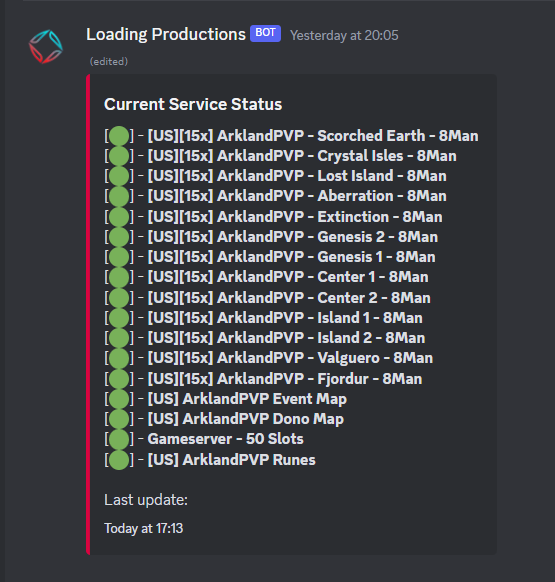 Loading Productions BOT Yesterday at 20:05
(edited)
Current Service Status
[🟢] - [US][15x] ArklandPVP - Scorched Earth - 8Man
[🟢] - [US][15x] ArklandPVP - Crystal Isles - 8Man
[🟢] - [US][15x] ArklandPVP - Lost Island - 8Man
[🟢] - [US][15x] ArklandPVP - Aberration - 8Man
[🟢] - [US][15x] ArklandPVP - Extinction - 8Man
[🟢] - [US][15x] ArklandPVP - Genesis 2 - 8Man
[🟢] - [US][15x] ArklandPVP - Genesis 1 - 8Man
[🟢] - [US][15x] ArklandPVP - Center 1 - 8Man
[🟢] - [US][15x] ArklandPVP - Center 2 - 8Man
[🟢] - [US][15x] ArklandPVP - Island 1 - 8Man
[🟢] - [US][15x] ArklandPVP - Island 2 - 8Man
[🟢] - [US][15x] ArklandPVP - Valguero - 8Man
[🟢] - [US][15x] ArklandPVP - Fjordur - 8Man
[🟢] - [US] ArklandPVP Event Map
[🟢] - [US] ArklandPVP Dono Map
[🟢] - Gameserver - 50 Slots
[🟢] - [US] ArklandPVP Runes
Last update:
Today at 17:13